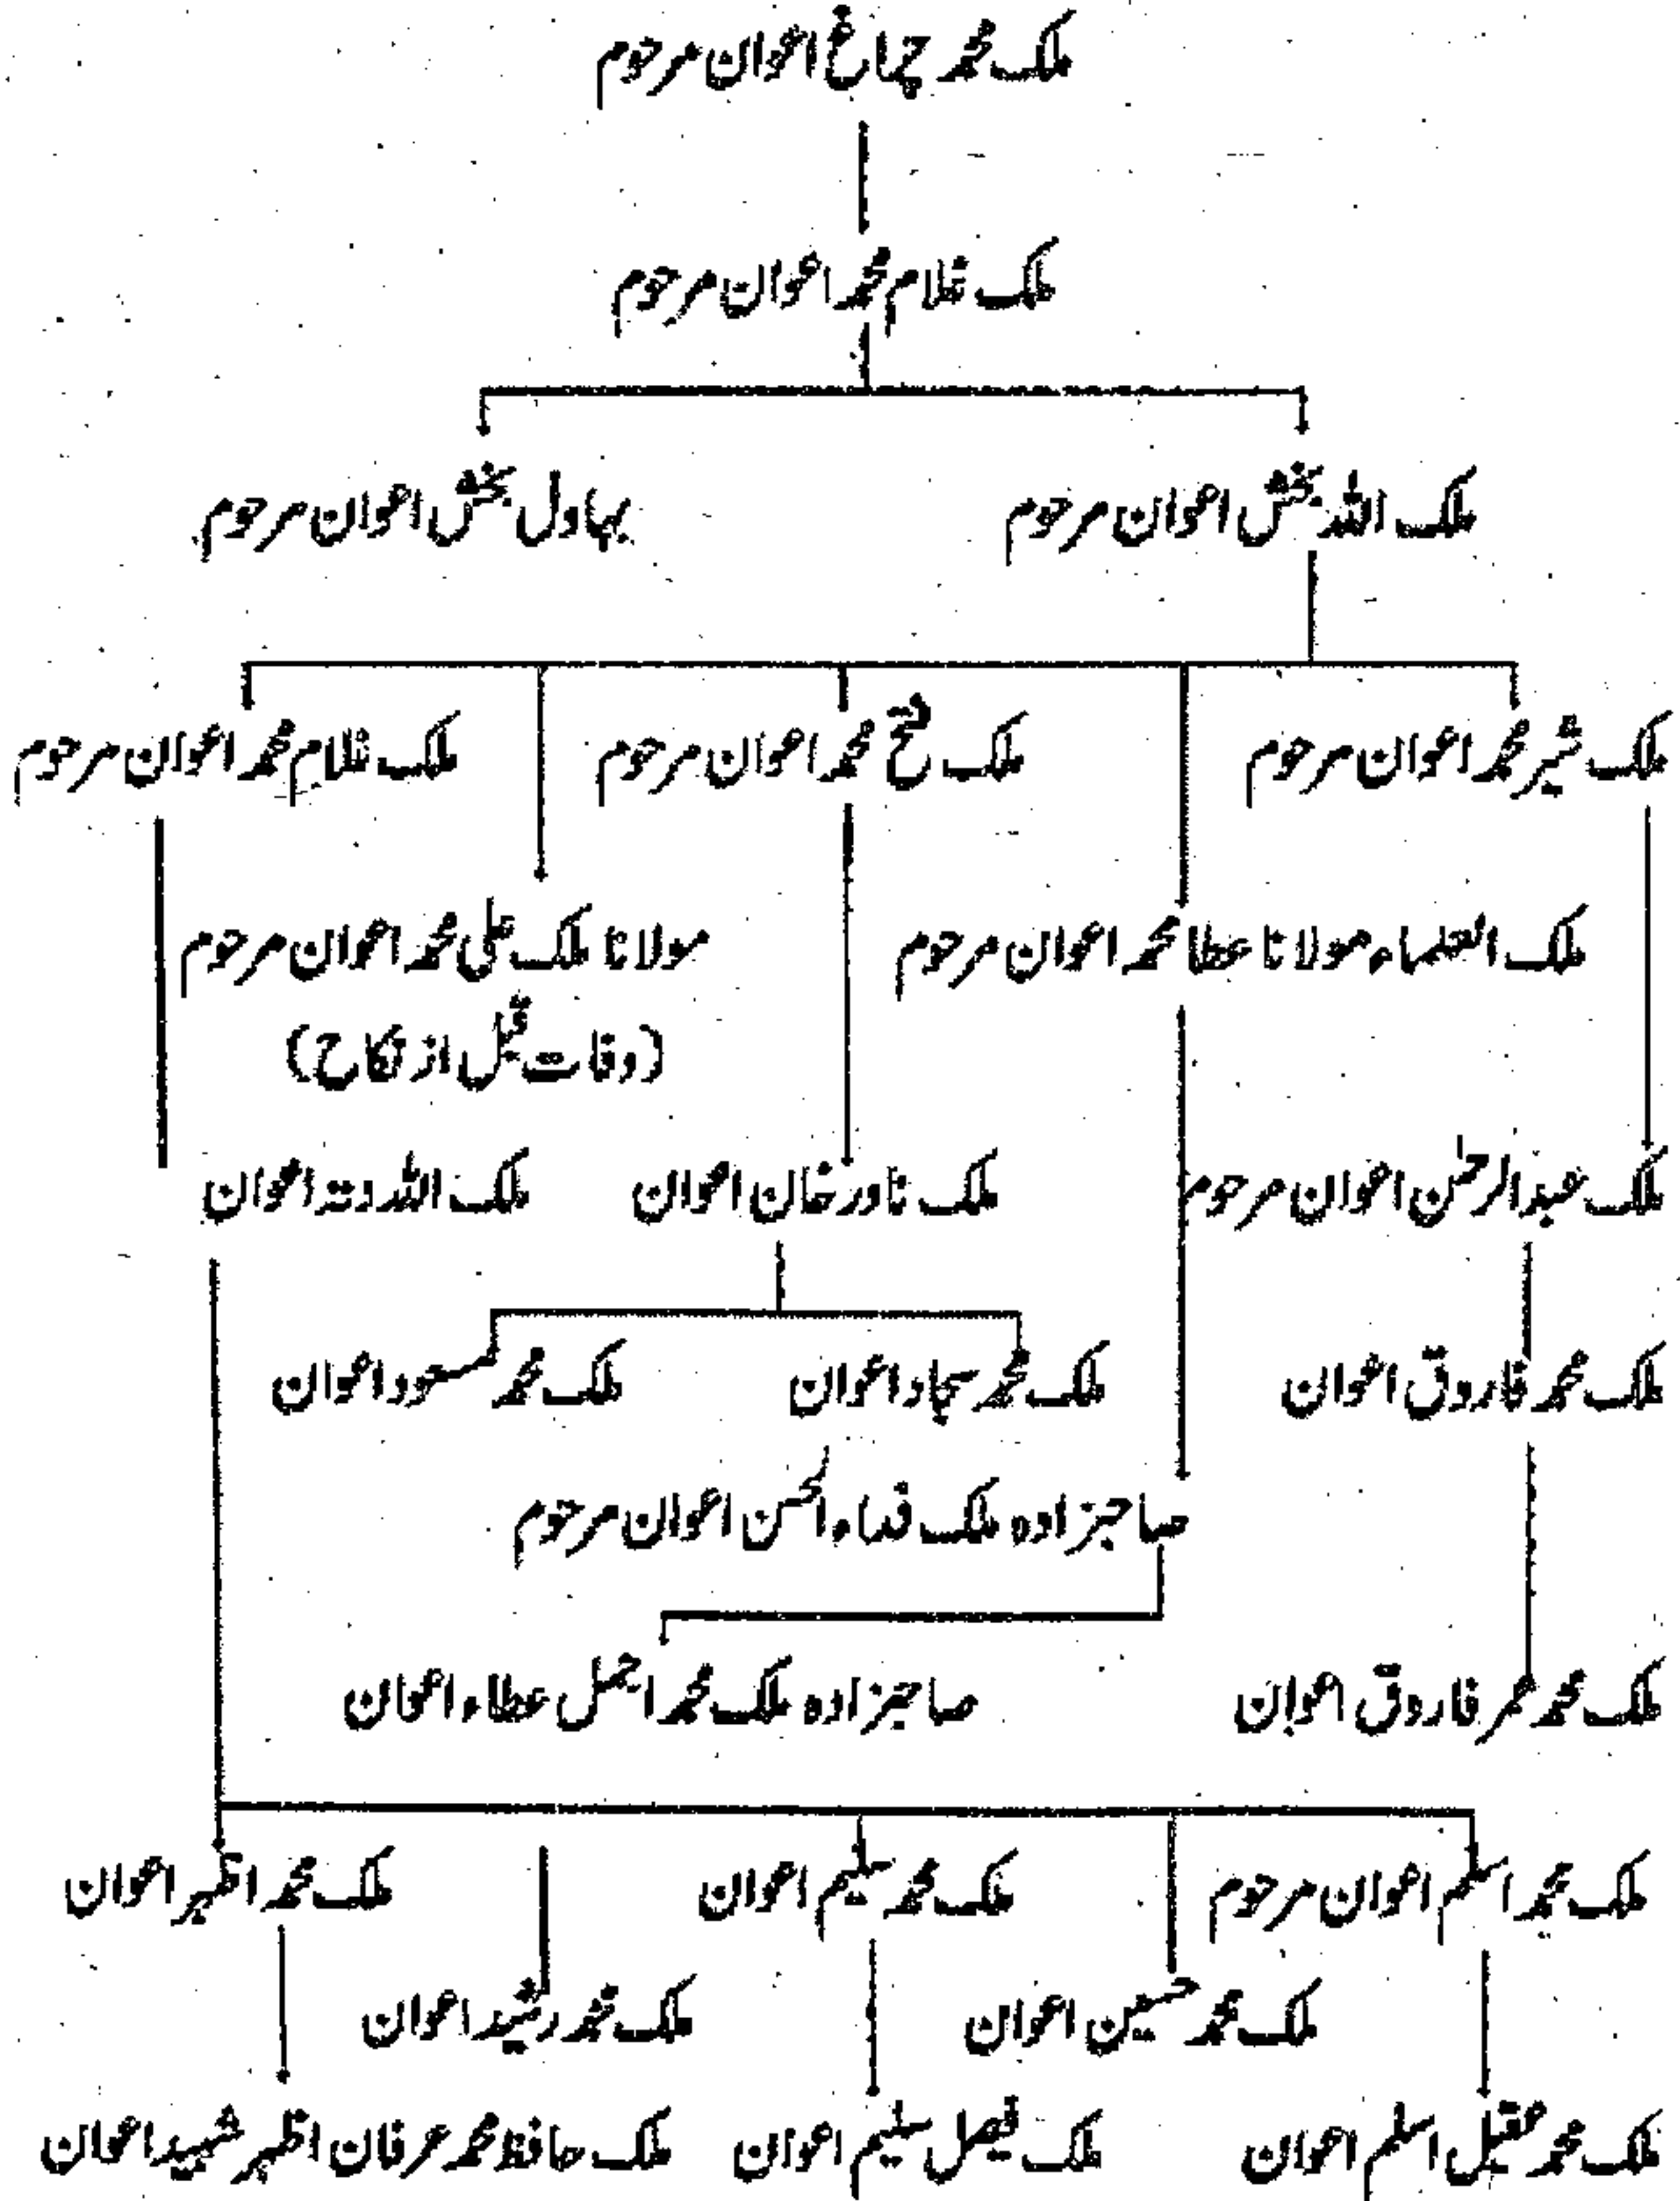 ملک محمد چراغ اعوان مرحوم
ملک غلام محمد اعوان مرحوم
ملک اللہ بخش اعوان مرحوم
بہاول بخش اعوان مرحوم
ملک شیر محمد اعوان مرحوم
ملک فتح محمد اعوان مرحوم
ملک غلام محمد اعوان مرحوم
ملک العلماء مولانا عطا محمد اعوان مرحوم
مولانا ملک علی محمد اعوان مرحوم
(وفات قبل از نکاح)
ملک عبدالرحمٰن اعوان مرحوم
ملک نادر خان اعوان
ملک اللہ دتہ اعوان
ملک محمد فاروق اعوان
ملک محمد سجاد اعوان
ملک محمد مسعود اعوان
صاحبزادہ ملک فداء الحسن اعوان مرحوم
ملک محمد عمر فاروق اعوان
صاحبزادہ ملک محمد اجمل عطاء اعوان
ملک محمد اسلم اعوان مرحوم
ملک محمد سلیم اعوان
ملک محمد اظہر اعوان
ملک محمد حسین اعوان
ملک محمد رشید اعوان
ملک محمد عقیل اسلم اعوان
ملک فیصل سلیم اعوان
ملک حافظ محمد عرفان اظہر شہید اعوان